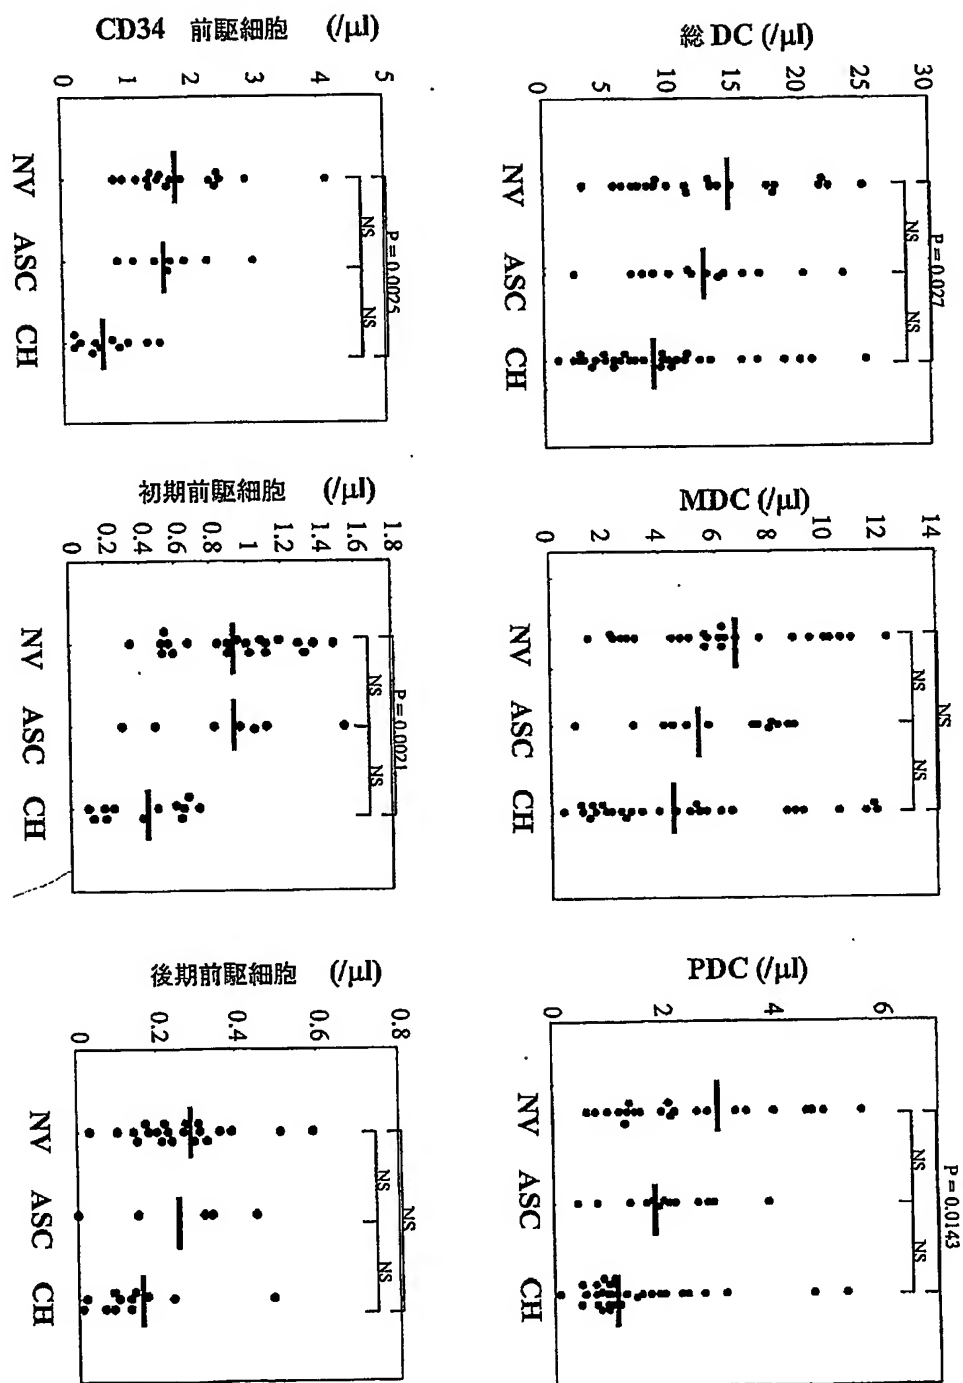 総 DC (/μl)
30
25
20
15
10
5
0
P = 0.027
NS
NS
NV
ASC
CH
MDC (/μl)
14
12
10
8
6
4
2
0
NS
NS
NS
NV
ASC
CH
PDC (/μl)
6
4
2
0
P = 0.0143
NS
NS
NV
ASC
CH
CD34 前駆細胞 (/μl)
5
4
3
2
1
0
P = 0.0025
NS
NS
NV
ASC
CH
初期前駆細胞 (/μl)
1.8
1.6
1.4
1.2
1
0.8
0.6
0.4
0.2
0
P = 0.0021
NS
NS
NV
ASC
CH
後期前駆細胞 (/μl)
0.8
0.6
0.4
0.2
0
NS
NS
NS
NV
ASC
CH